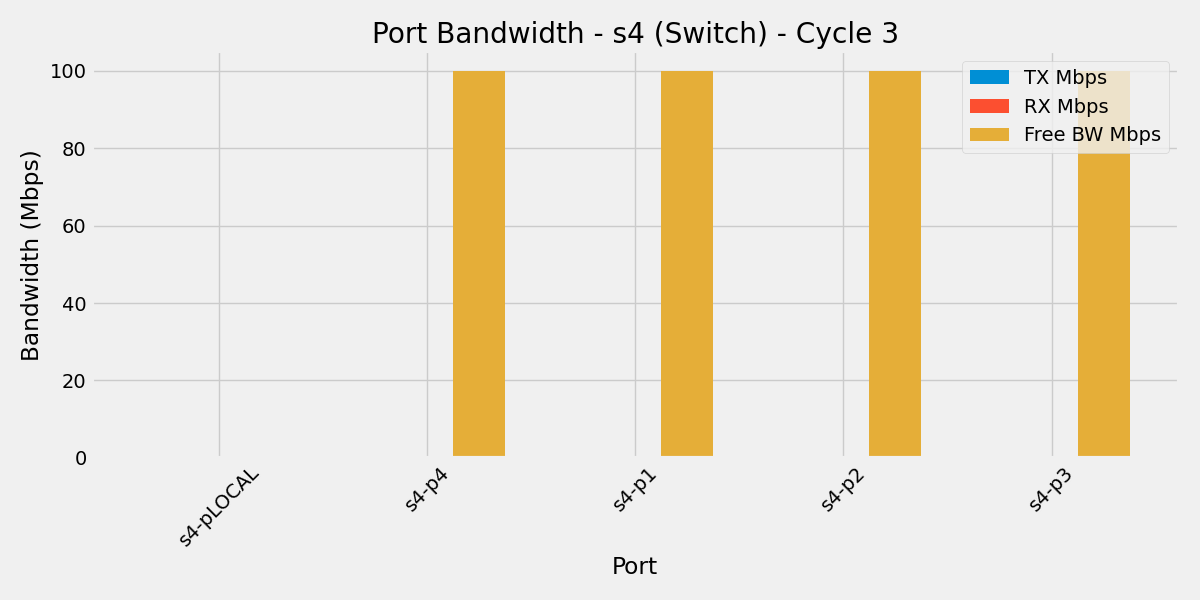 Port Bandwidth - s4 (Switch) - Cycle 3
TX Mbps
RX Mbps
Free BW Mbps
Bandwidth (Mbps)
100
80
60
40
20
0
s4-pLOCAL
s4-p4
s4-p1
s4-p2
s4-p3
Port